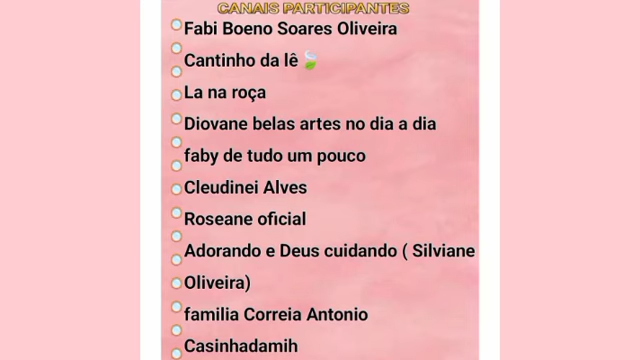 CANAIS PARTICIPANTES
Fabi Boeno Soares Oliveira
Cantinho da lê🍃
La na roça
Diovane belas artes no dia a dia
faby de tudo um pouco
Cleudinei Alves
Roseane oficial
Adorando e Deus cuidando ( Silviane
Oliveira)
familia Correia Antonio
Casinhadamih